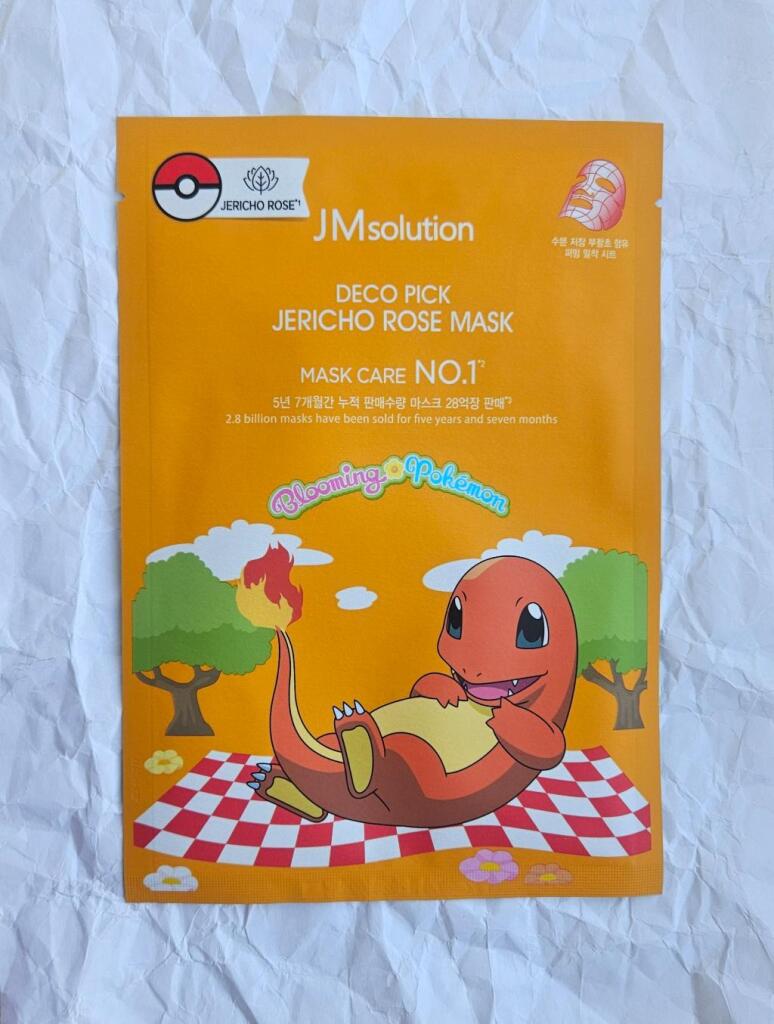 JERICHO ROSE*1
JMsolution
수분 저장 부활초 함유
퍼밍 밀착 시트
DECO PICK
JERICHO ROSE MASK
MASK CARE NO.1*2
5년 7개월간 누적 판매수량 마스크 28억장 판매*3
2.8 billion masks have been sold for five years and seven months
Blooming Pokémon